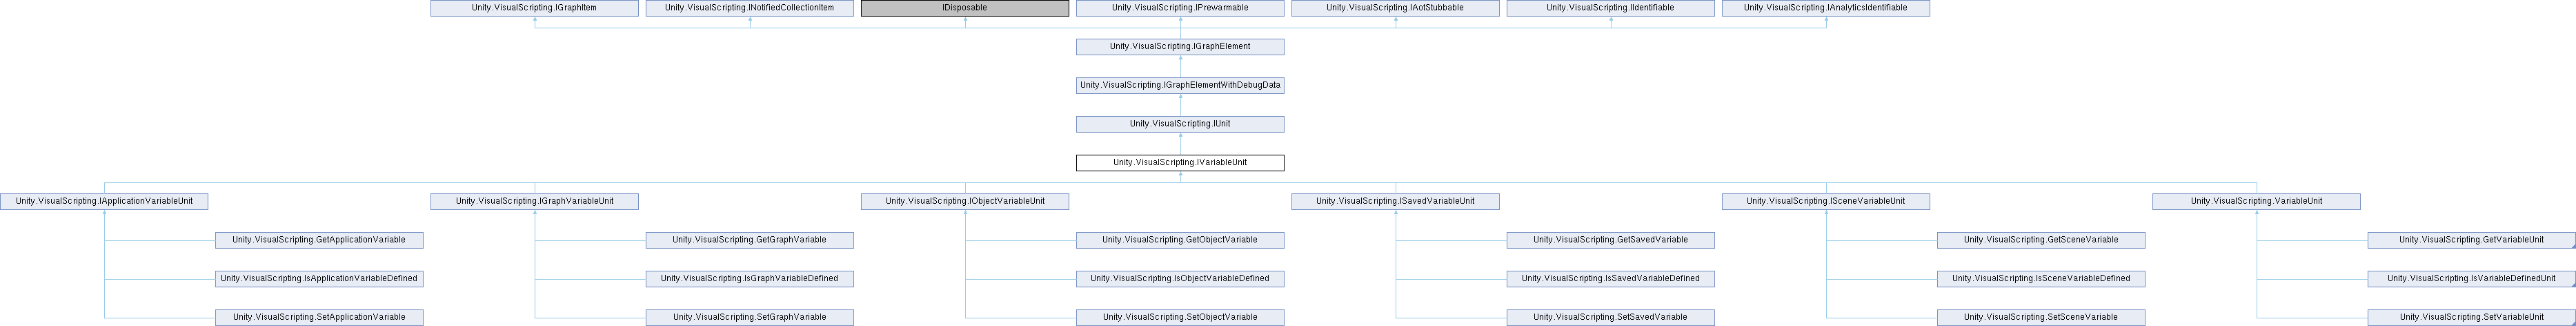 Unity.VisualScripting.IGraphItem
Unity.VisualScripting.INotifiedCollectionItem
IDisposable
Unity.VisualScripting.IPrewarmable
Unity.VisualScripting.IAotStubbable
Unity.VisualScripting.IIdentifiable
Unity.VisualScripting.IAnalyticsIdentifiable
Unity.VisualScripting.IGraphElement
Unity.VisualScripting.IGraphElementWithDebugData
Unity.VisualScripting.IUnit
Unity.VisualScripting.IVariableUnit
Unity.VisualScripting.IApplicationVariableUnit
Unity.VisualScripting.IGraphVariableUnit
Unity.VisualScripting.IObjectVariableUnit
Unity.VisualScripting.ISavedVariableUnit
Unity.VisualScripting.ISceneVariableUnit
Unity.VisualScripting.VariableUnit
Unity.VisualScripting.GetApplicationVariable
Unity.VisualScripting.GetGraphVariable
Unity.VisualScripting.GetObjectVariable
Unity.VisualScripting.GetSavedVariable
Unity.VisualScripting.GetSceneVariable
Unity.VisualScripting.GetVariableUnit
Unity.VisualScripting.IsApplicationVariableDefined
Unity.VisualScripting.IsGraphVariableDefined
Unity.VisualScripting.IsObjectVariableDefined
Unity.VisualScripting.IsSavedVariableDefined
Unity.VisualScripting.IsSceneVariableDefined
Unity.VisualScripting.IsVariableDefinedUnit
Unity.VisualScripting.SetApplicationVariable
Unity.VisualScripting.SetGraphVariable
Unity.VisualScripting.SetObjectVariable
Unity.VisualScripting.SetSavedVariable
Unity.VisualScripting.SetSceneVariable
Unity.VisualScripting.SetVariableUnit